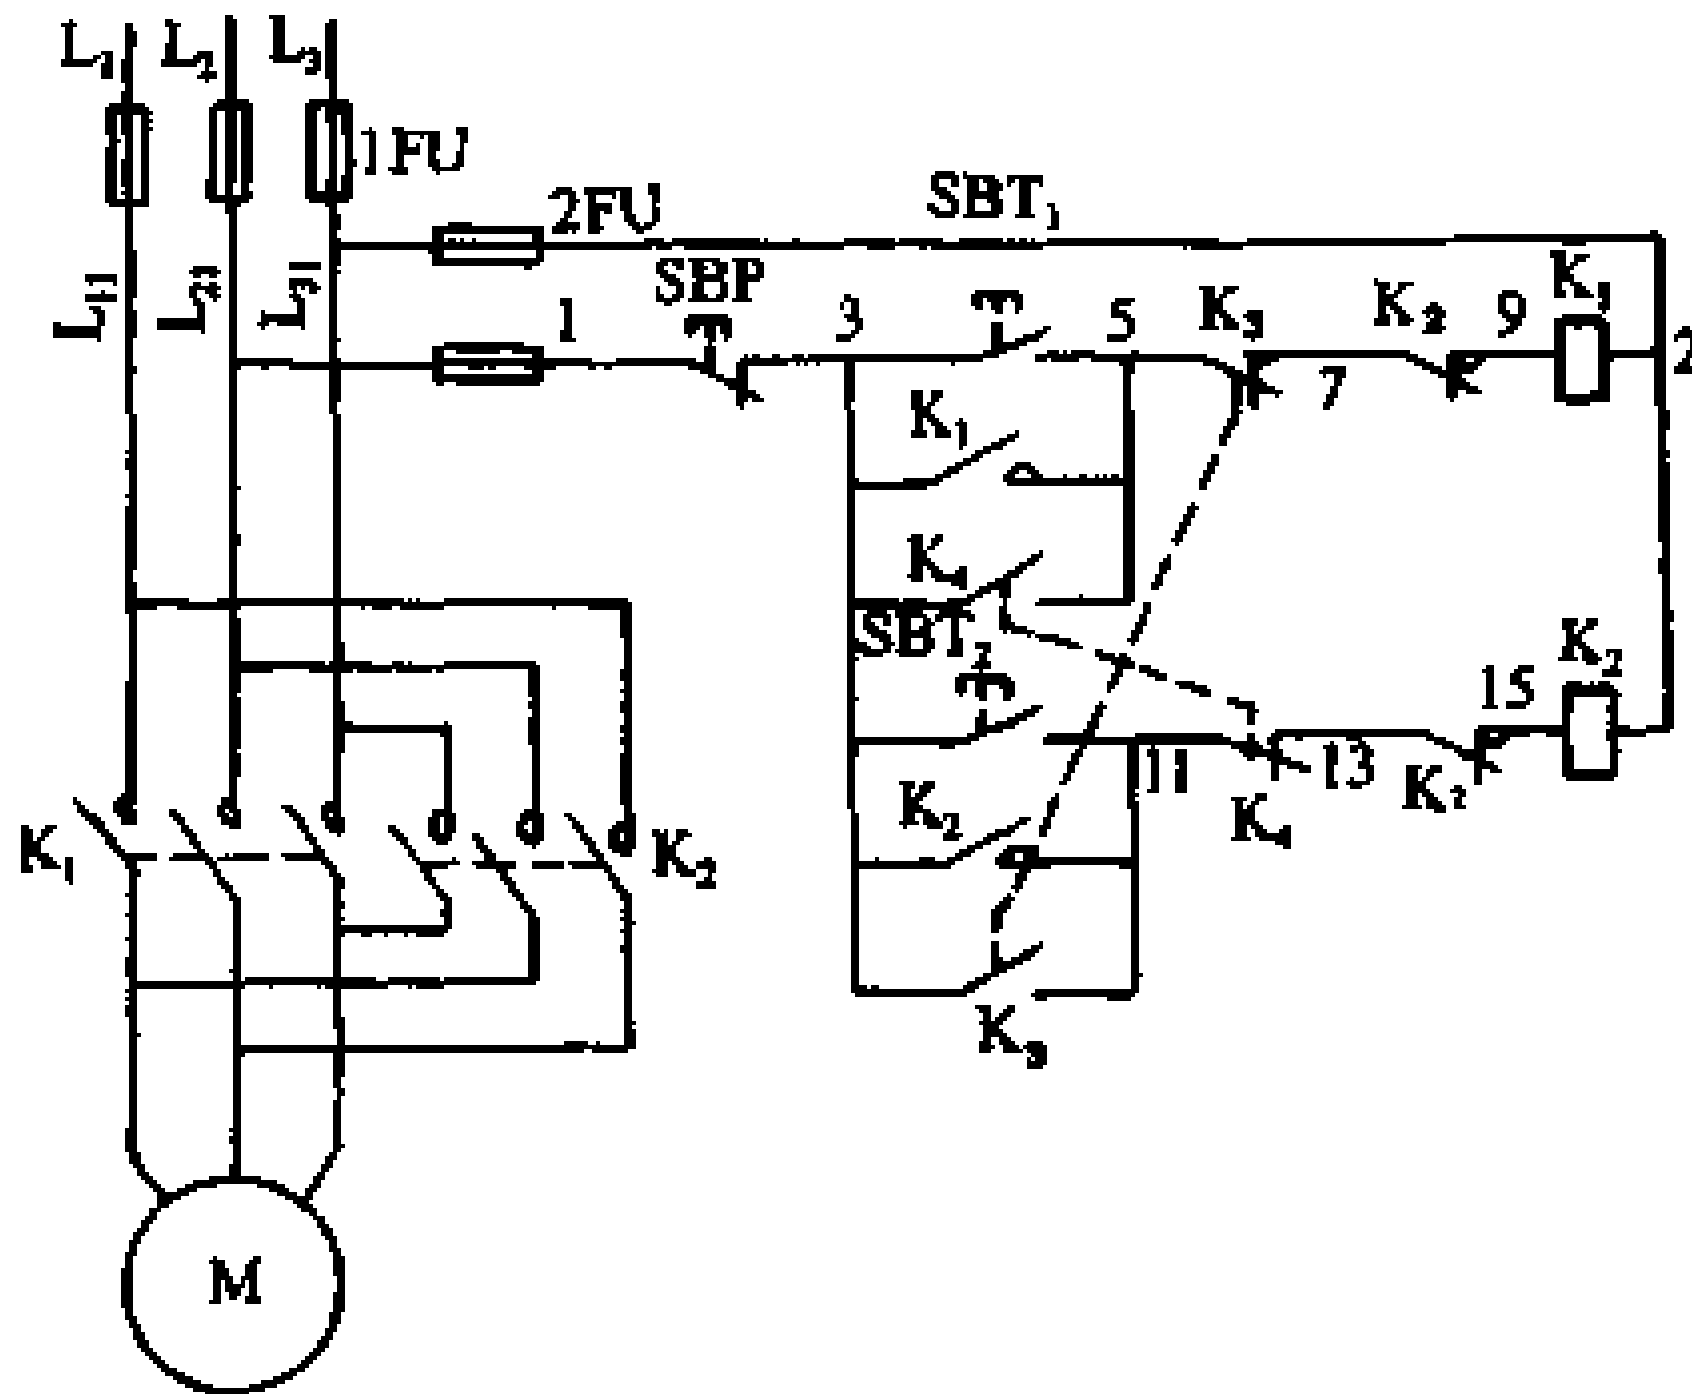 L₁ L₂ L₃
1FU
2FU
SBT₁
L₁₁ L₂₁ L₃₁
SBP
1
3
5
K₃
7
K₂
9
K₁
2
K₁
K₄
SBT₂
11
K₄
13
K₂
15
K₂
K₂
K₃
K₁
K₂
M